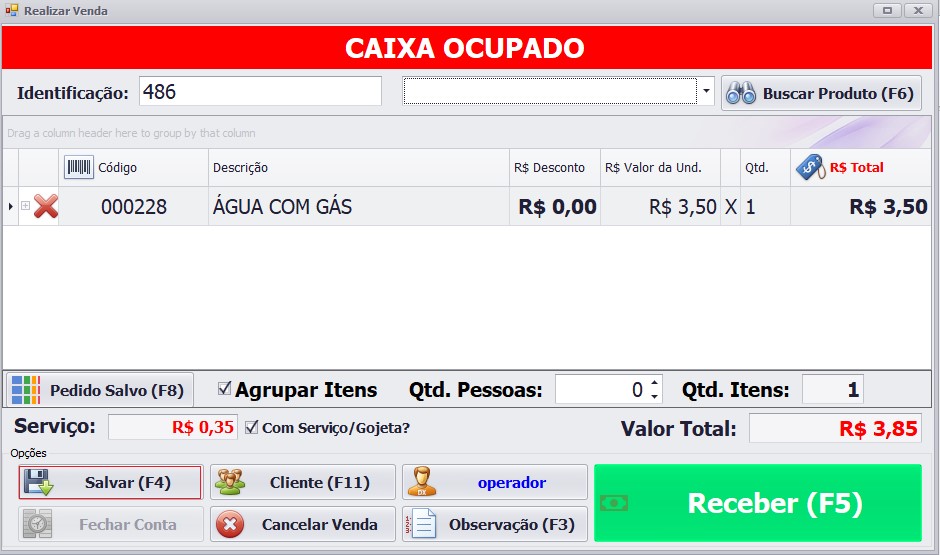 Realizar Venda
CAIXA OCUPADO
Identificação: 486 Buscar Produto (F6)
Drag a column header here to group by that column
Código Descrição R$ Desconto R$ Valor da Und. Qtd. R$ Total
000228 ÁGUA COM GÁS R$ 0,00 R$ 3,50 X 1 R$ 3,50
Pedido Salvo (F8) Agrupar Itens Qtd. Pessoas: 0 Qtd. Itens: 1
Serviço: R$ 0,35 Com Serviço/Gojeta? Valor Total: R$ 3,85
Opções
Salvar (F4) Cliente (F11) operador Receber (F5)
Fechar Conta Cancelar Venda Observação (F3)